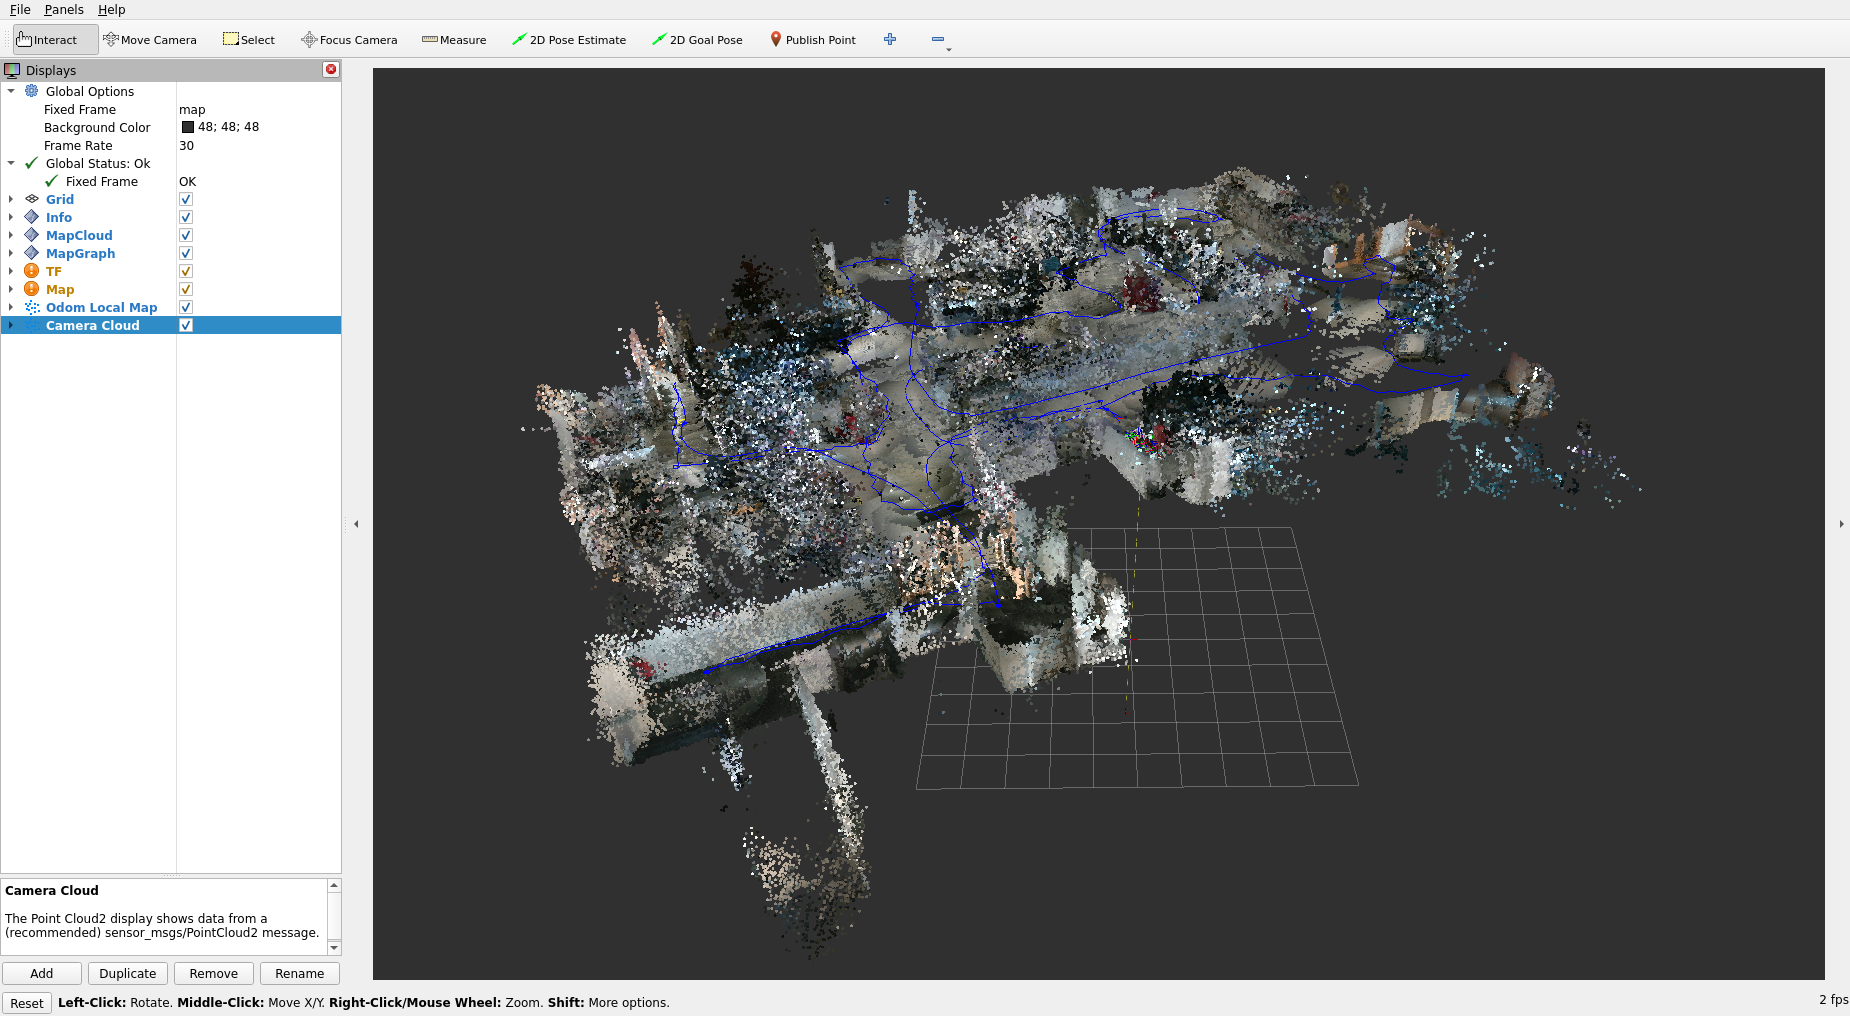 File Panels Help
Interact Move Camera Select Focus Camera Measure 2D Pose Estimate 2D Goal Pose Publish Point
Displays
Global Options
Fixed Frame map
Background Color 48; 48; 48
Frame Rate 30
Global Status: Ok
Fixed Frame OK
Grid
Info
MapCloud
MapGraph
TF
Map
Odom Local Map
Camera Cloud
Camera Cloud
The Point Cloud2 display shows data from a
(recommended) sensor_msgs/PointCloud2 message.
Add Duplicate Remove Rename
Reset Left-Click: Rotate. Middle-Click: Move X/Y. Right-Click/Mouse Wheel: Zoom. Shift: More options. 2 fps